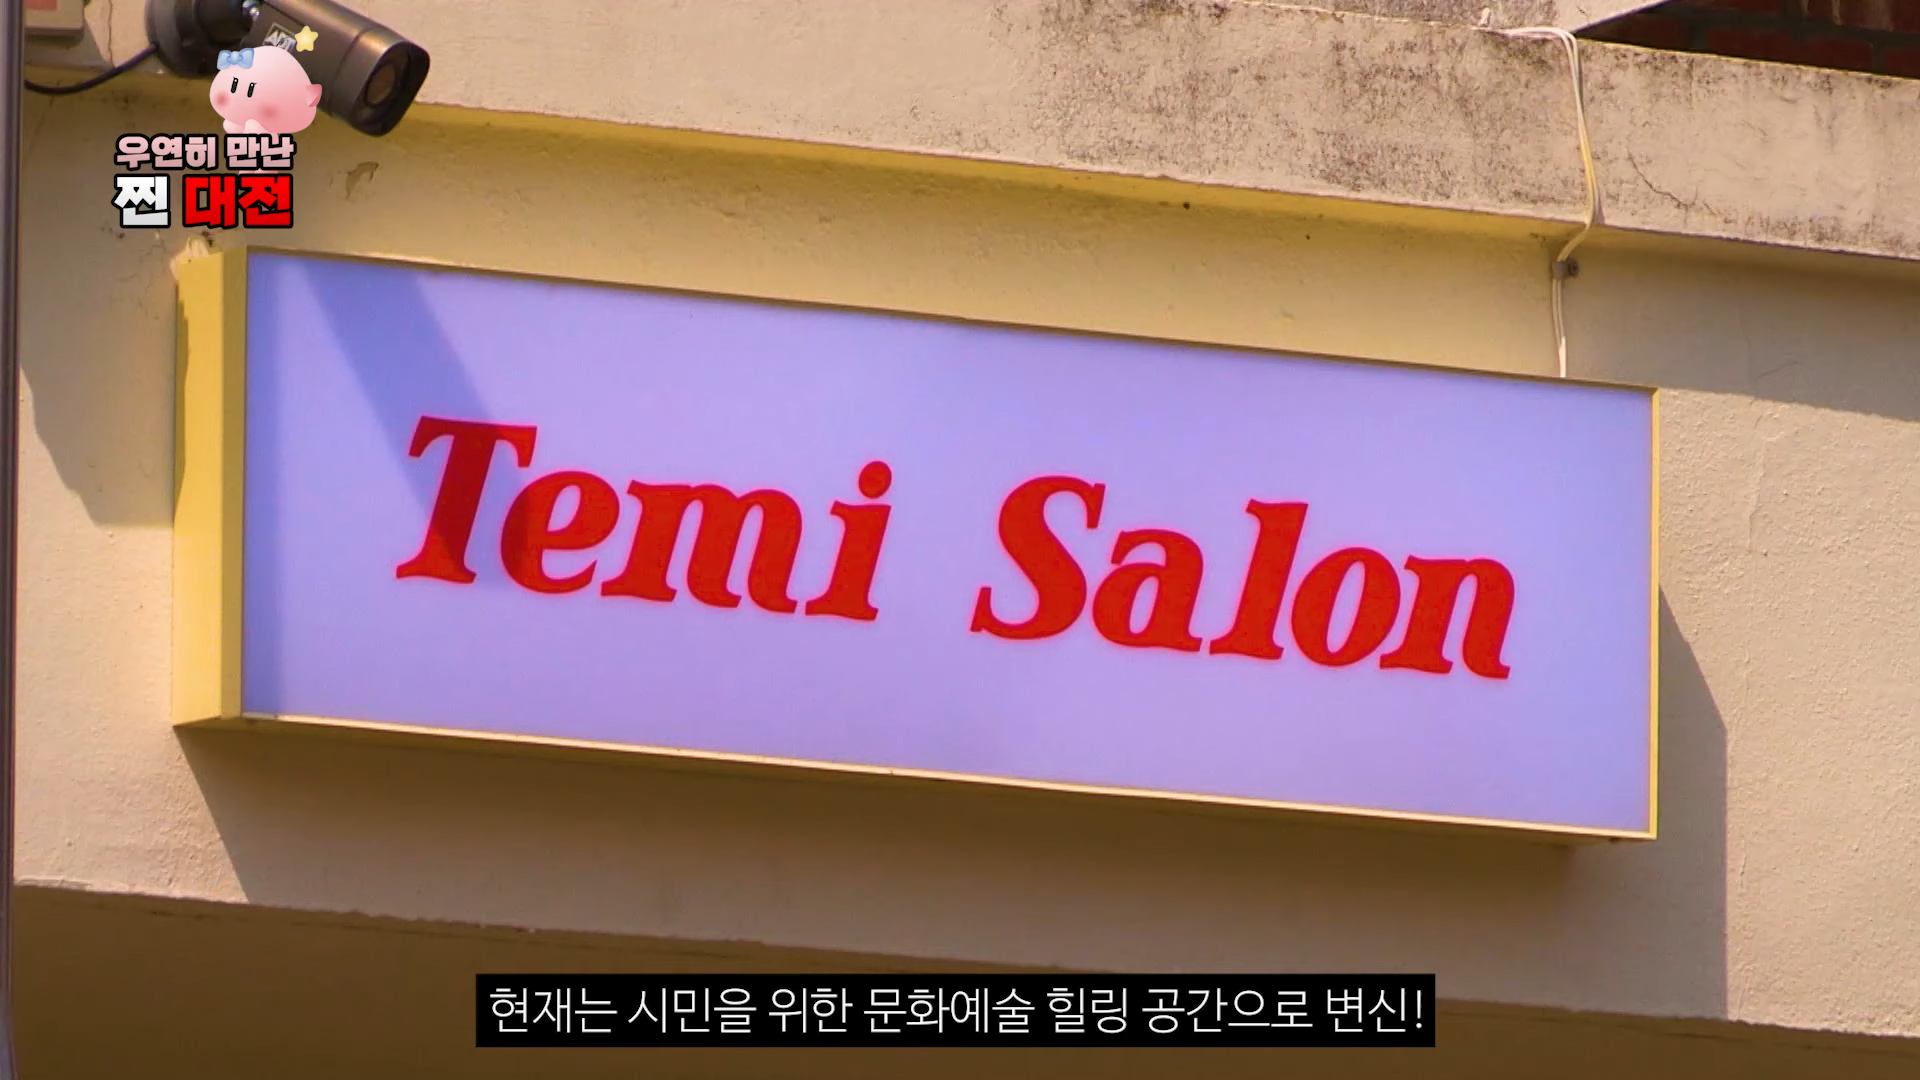 우연히 만난
찐 대전
Temi Salon
현재는 시민을 위한 문화예술 힐링 공간으로 변신!